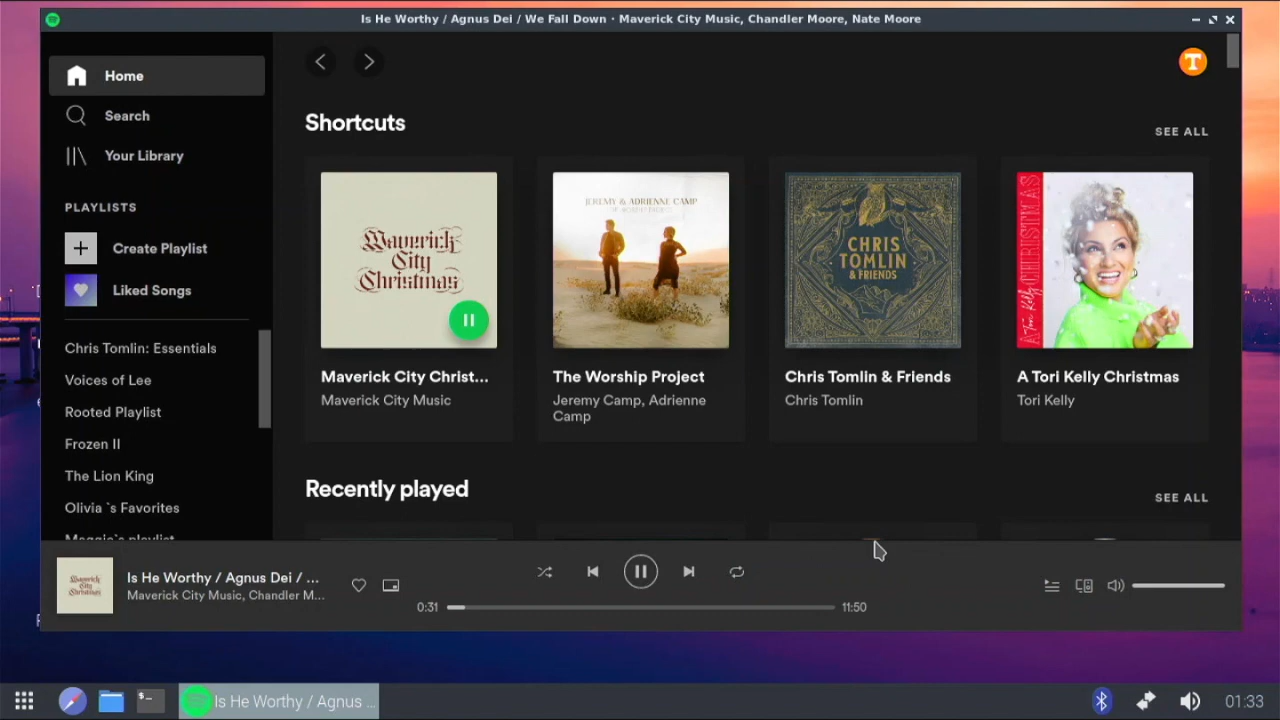 Is He Worthy / Agnus Dei / We Fall Down · Maverick City Music, Chandler Moore, Nate Moore
Home
Search
Your Library
PLAYLISTS
Create Playlist
Liked Songs
Chris Tomlin: Essentials
Voices of Lee
Rooted Playlist
Frozen II
The Lion King
Olivia `s Favorites
Maggie`s playlist
T
Shortcuts
SEE ALL
Maverick
City
Christmas
JEREMY & ADRIENNE CAMP
CHRIS
TOMLIN
& FRIENDS
A Tori Kelly CHRISTMAS
Maverick City Christ...
Maverick City Music
The Worship Project
Jeremy Camp, Adrienne
Camp
Chris Tomlin & Friends
Chris Tomlin
A Tori Kelly Christmas
Tori Kelly
Recently played
SEE ALL
Maverick
City
Christmas
Is He Worthy / Agnus Dei / ...
Maverick City Music, Chandler M...
0:31
11:50
$-
Is He Worthy / Agnus ...
01:33